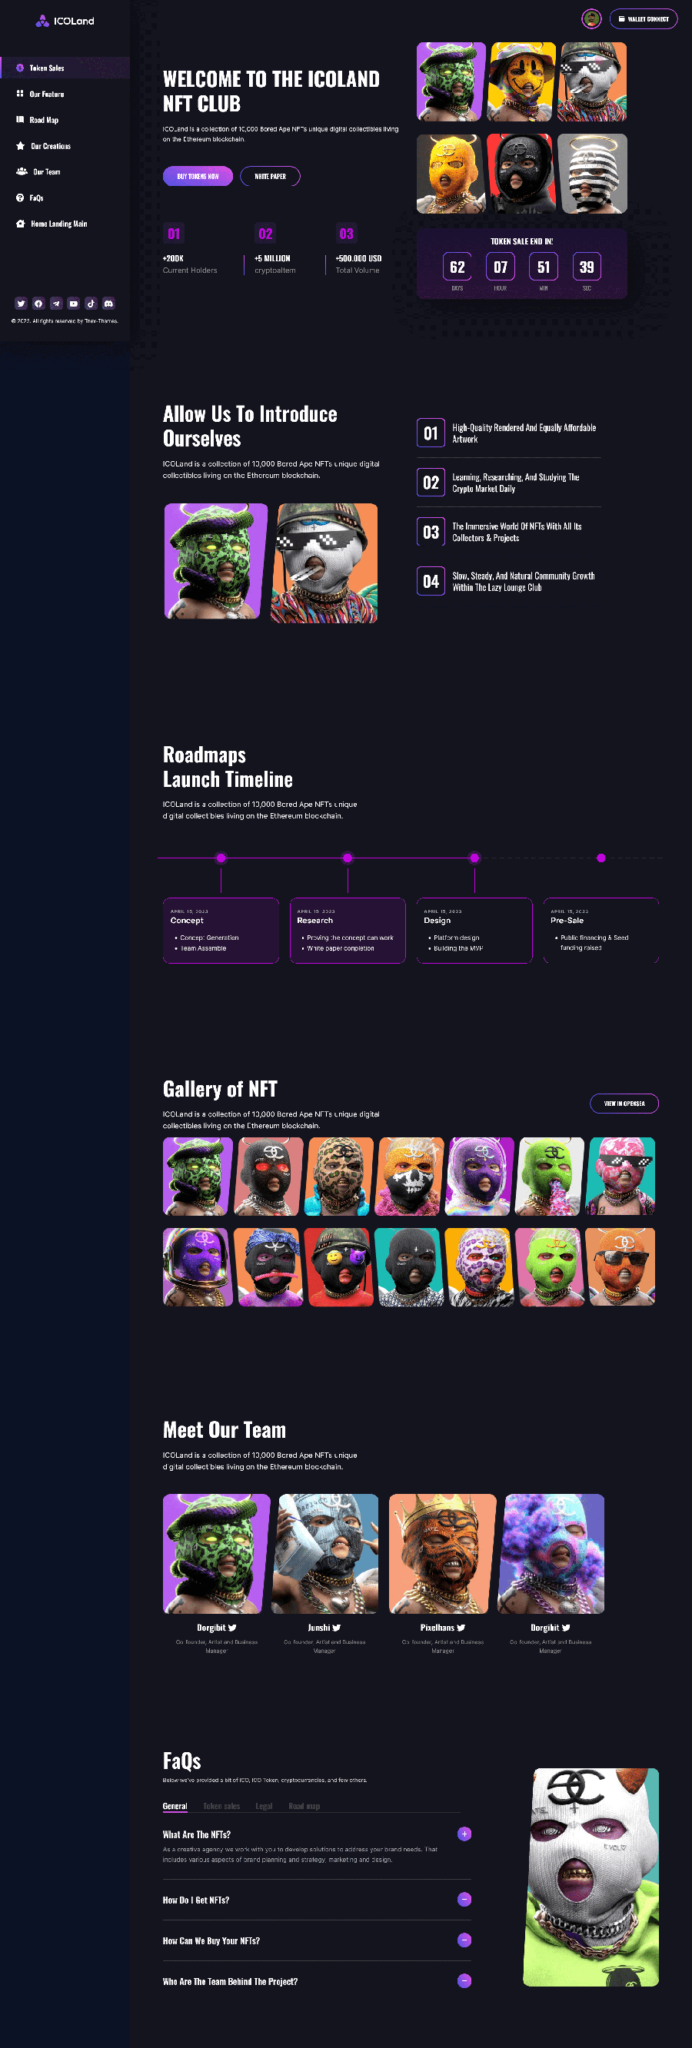 ICOLand
Token Sales
Our Feature
Road Map
Our Creations
Our Team
FaQs
Home Landing Main
© 2023. All rights reserved by Theo-Themes.
WALLET CONNECT
WELCOME TO THE ICOLAND
NFT CLUB
ICOLand is a collection of 10,000 Bored Ape NFTs unique digital collectibles living
on the Ethereum blockchain.
BUY TOKENS NOW
WHITE PAPER
01
+200K
Current Holders
02
+5 MILLION
cryptoaitem
03
+500.000 USD
Total Volume
TOKEN SALE END IN!
62 07 51 39
DAYS HOUR MIN SEC
Allow Us To Introduce
Ourselves
ICOLand is a collection of 10,000 Bored Ape NFTs unique digital
collectibles living on the Ethereum blockchain.
01
High-Quality Rendered And Equally Affordable
Artwork
02
Learning, Researching, And Studying The
Crypto Market Daily
03
The Immersive World Of NFTs With All Its
Collectors & Projects
04
Slow, Steady, And Natural Community Growth
Within The Lazy Lounge Club
Roadmaps
Launch Timeline
ICOLand is a collection of 10,000 Bored Ape NFTs unique
digital collectibles living on the Ethereum blockchain.
APRIL 15, 2023
Concept
• Concept Generation
• Team Assemble
APRIL 15, 2023
Research
• Proving the concept can work
• White paper completion
APRIL 15, 2023
Design
• Platform design
• Building the MVP
APRIL 15, 2023
Pre-Sale
• Public financing & Seed
funding raised
Gallery of NFT
ICOLand is a collection of 10,000 Bored Ape NFTs unique digital
collectibles living on the Ethereum blockchain.
VIEW IN OPENSEA
Meet Our Team
ICOLand is a collection of 10,000 Bored Ape NFTs unique
digital collectibles living on the Ethereum blockchain.
Dorgibit
Co-founder, Artist and Business
Manager
Junshi
Co-founder, Artist and Business
Manager
Pixelhans
Co-founder, Artist and Business
Manager
Dorgibit
Co-founder, Artist and Business
Manager
FaQs
Below we've provided a bit of ICO, ICO Token, cryptocurrencies, and few others.
General
Token sales
Legal
Road map
What Are The NFTs?
As a creative agency we work with you to develop solutions to address your brand needs. That
includes various aspects of brand planning and strategy, marketing and design.
How Do I Get NFTs?
How Can We Buy Your NFTs?
Who Are The Team Behind The Project?